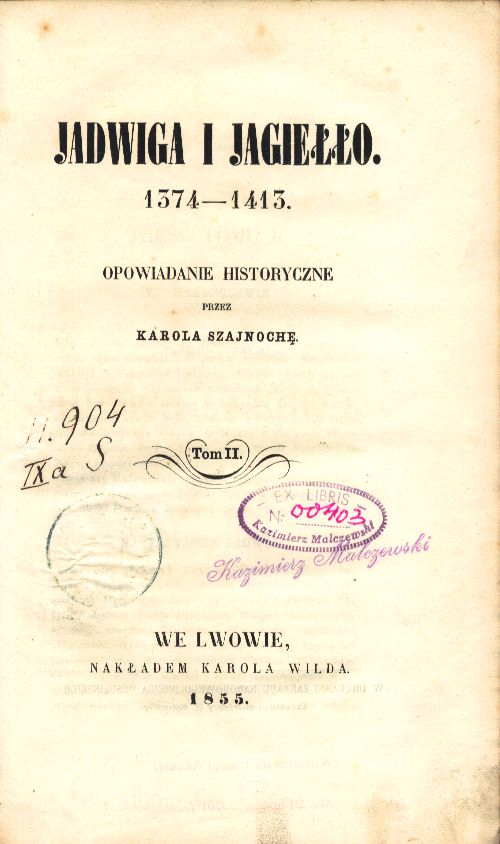 JADWIGA I JAGIEŁŁO.
1374—1413.
OPOWIADANIE HISTORYCZNE
PRZEZ
KAROLA SZAJNOCHĘ.
H. 904
IXa S
Tom II.
EX LIBRIS
N: 00403
Kazimierz Malczewski
Kazimierz Malczewski
WE LWOWIE,
NAKŁADEM KAROLA WILDA.
1855.